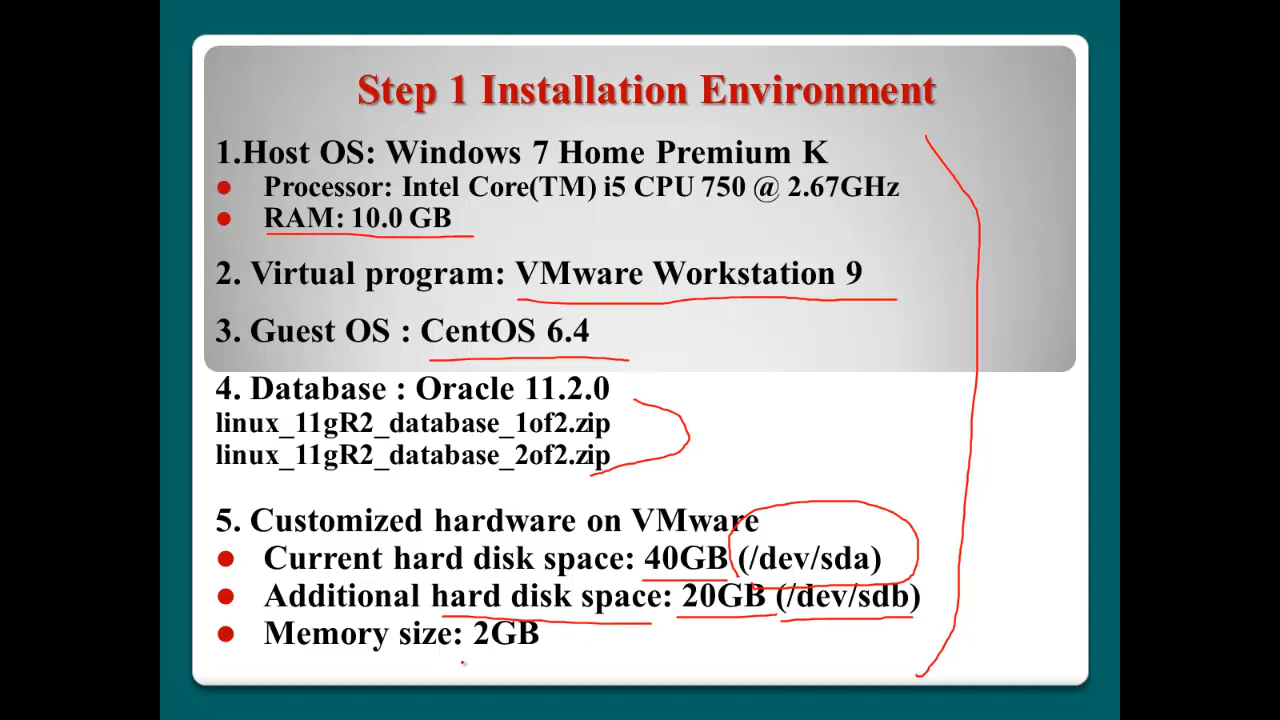 Step 1 Installation Environment
1.Host OS: Windows 7 Home Premium K
● Processor: Intel Core(TM) i5 CPU 750 @ 2.67GHz
● RAM: 10.0 GB
2. Virtual program: VMware Workstation 9
3. Guest OS : CentOS 6.4
4. Database : Oracle 11.2.0
linux_11gR2_database_1of2.zip
linux_11gR2_database_2of2.zip
5. Customized hardware on VMware
● Current hard disk space: 40GB (/dev/sda)
● Additional hard disk space: 20GB (/dev/sdb)
● Memory size: 2GB